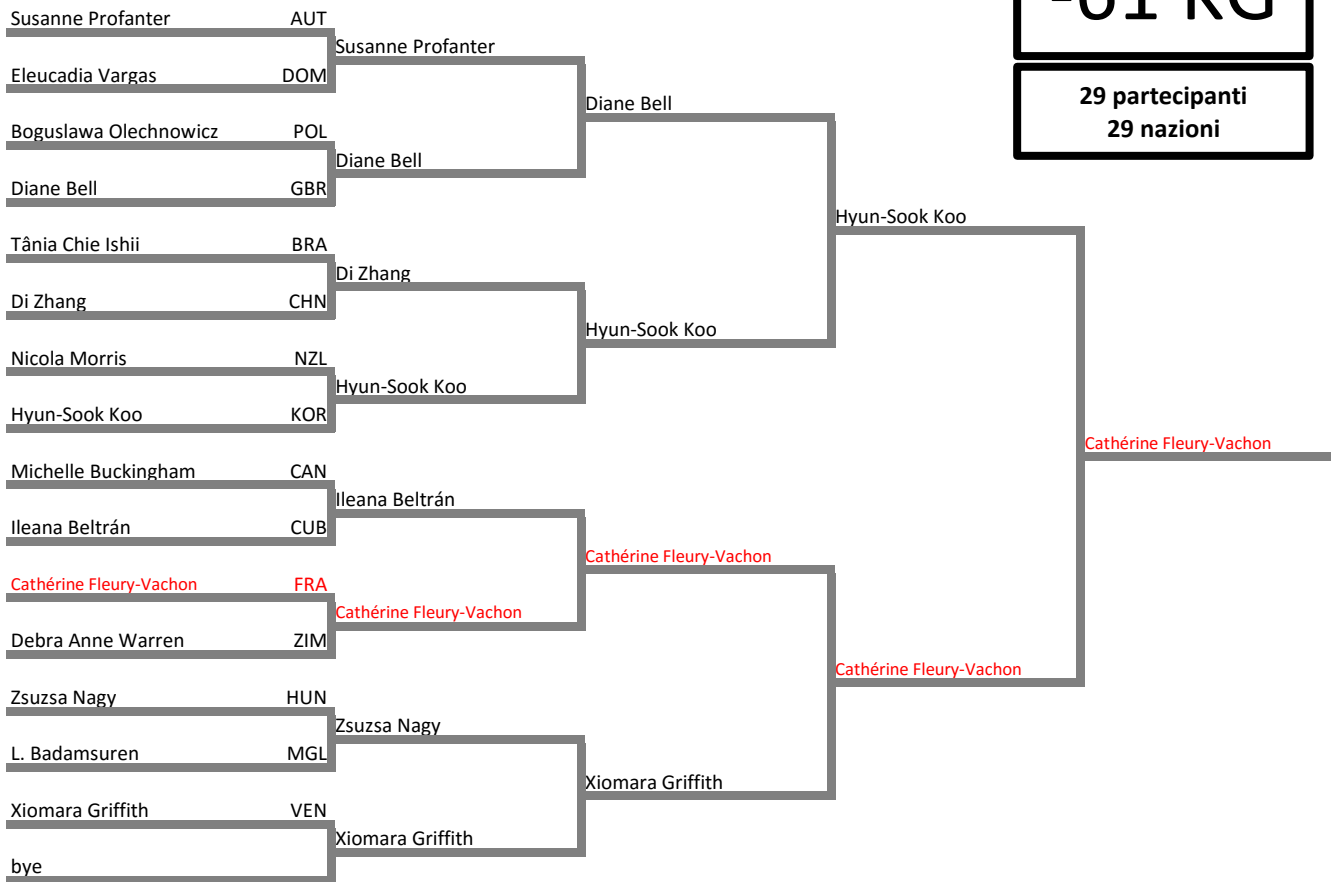 -61 KG
29 partecipanti
29 nazioni
Susanne Profanter AUT
Susanne Profanter
Eleucadia Vargas DOM
Diane Bell
Boguslawa Olechnowicz POL
Diane Bell
Diane Bell GBR
Hyun-Sook Koo
Tânia Chie Ishii BRA
Di Zhang
Di Zhang CHN
Hyun-Sook Koo
Nicola Morris NZL
Hyun-Sook Koo
Hyun-Sook Koo KOR
Cathérine Fleury-Vachon
Michelle Buckingham CAN
Ileana Beltrán
Ileana Beltrán CUB
Cathérine Fleury-Vachon
Cathérine Fleury-Vachon FRA
Cathérine Fleury-Vachon
Debra Anne Warren ZIM
Cathérine Fleury-Vachon
Zsuzsa Nagy HUN
Zsuzsa Nagy
L. Badamsuren MGL
Xiomara Griffith
Xiomara Griffith VEN
Xiomara Griffith
bye